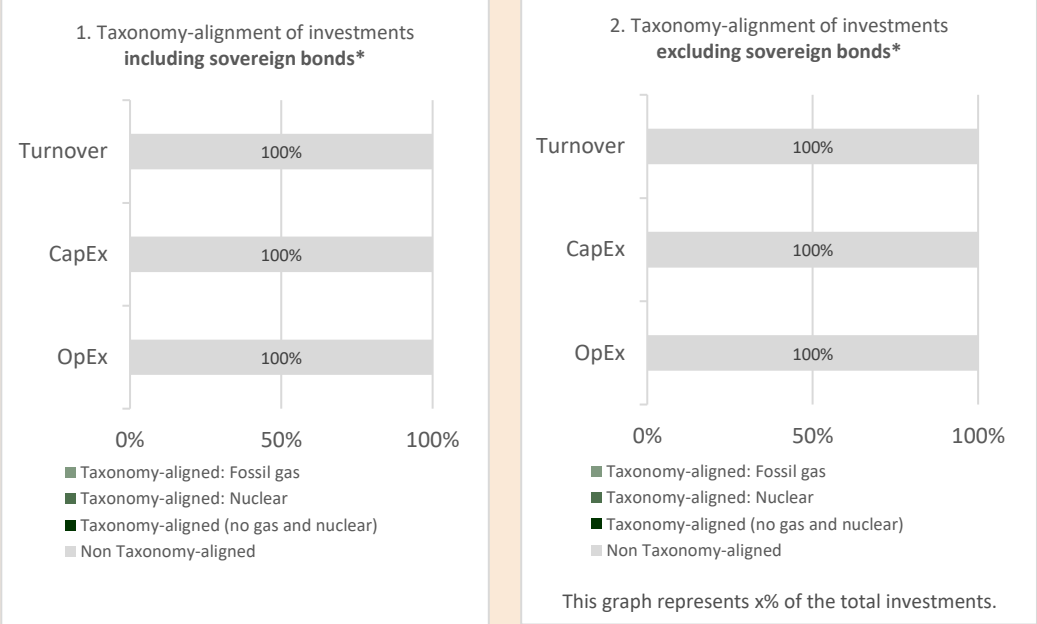 1. Taxonomy-alignment of investments
including sovereign bonds*
Turnover
100%
CapEx
100%
OpEx
100%
0%
50%
100%
Taxonomy-aligned: Fossil gas
Taxonomy-aligned: Nuclear
Taxonomy-aligned (no gas and nuclear)
Non Taxonomy-aligned
2. Taxonomy-alignment of investments
excluding sovereign bonds*
Turnover
100%
CapEx
100%
OpEx
100%
0%
50%
100%
Taxonomy-aligned: Fossil gas
Taxonomy-aligned: Nuclear
Taxonomy-aligned (no gas and nuclear)
Non Taxonomy-aligned
This graph represents x% of the total investments.